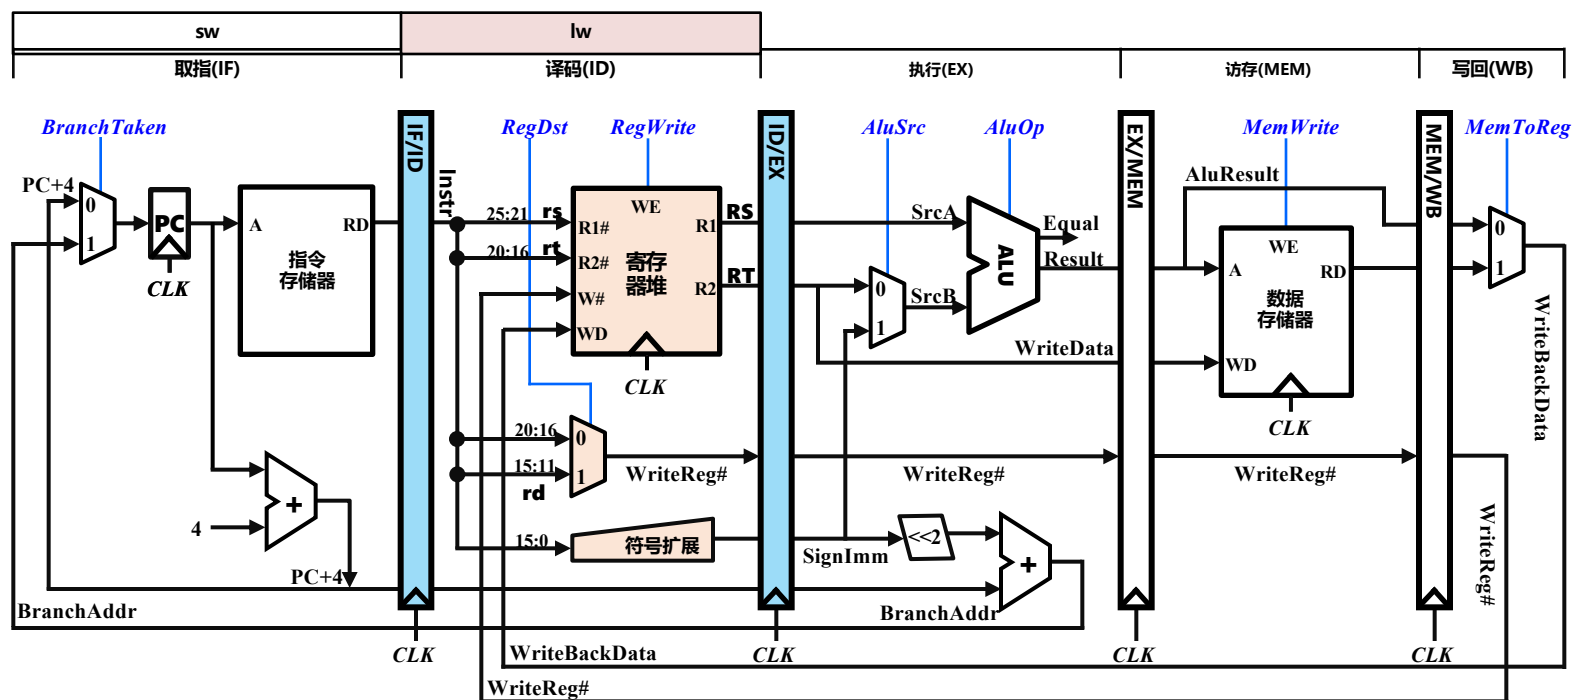 sw
lw
取指(IF)
译码(ID)
执行(EX)
访存(MEM)
写回(WB)
BranchTaken
PC+4
0
1
PC
CLK
A
RD
指令
存储器
4
+
PC+4
BranchAddr
IF/ID
CLK
Instr
RegDst
RegWrite
25:21 rs
20:16 rt
WE
R1#
R2#
W#
WD
R1
R2
寄存
器堆
CLK
RS
RT
20:16
15:11
rd
0
1
WriteReg#
15:0
符号扩展
WriteBackData
WriteReg#
ID/EX
CLK
AluSrc
AluOp
SrcA
0
1
SrcB
ALU
Equal
Result
WriteData
WriteReg#
SignImm
<<2
+
BranchAddr
EX/MEM
CLK
MemWrite
AluResult
WE
A
RD
数据
存储器
WD
CLK
WriteReg#
MEM/WB
CLK
MemToReg
0
1
WriteBackData
WriteReg#